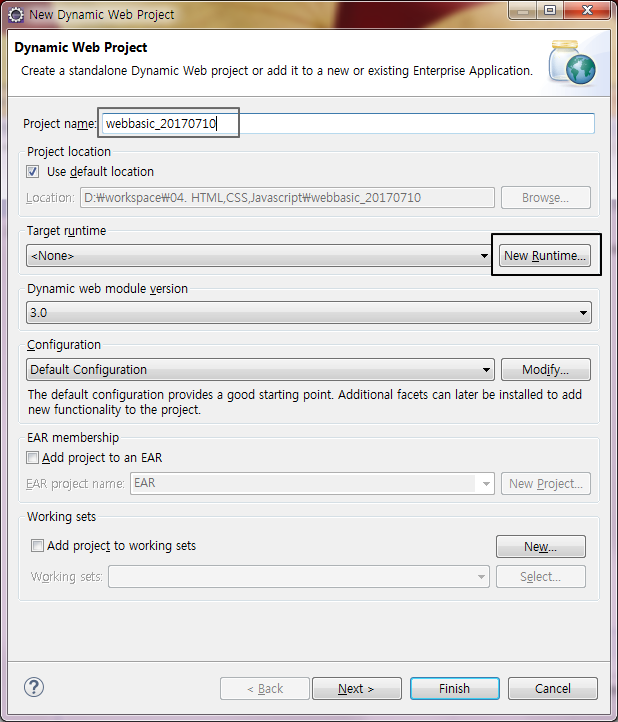 New Dynamic Web Project
Dynamic Web Project
Create a standalone Dynamic Web project or add it to a new or existing Enterprise Application.
Project name: webbasic_20170710
Project location
Use default location
Location: D:₩workspace₩04. HTML,CSS,Javascript₩webbasic_20170710 Browse...
Target runtime
<None> New Runtime...
Dynamic web module version
3.0
Configuration
Default Configuration Modify...
The default configuration provides a good starting point. Additional facets can later be installed to add
new functionality to the project.
EAR membership
Add project to an EAR
EAR project name: EAR New Project...
Working sets
Add project to working sets New...
Working sets: Select...
? < Back Next > Finish Cancel